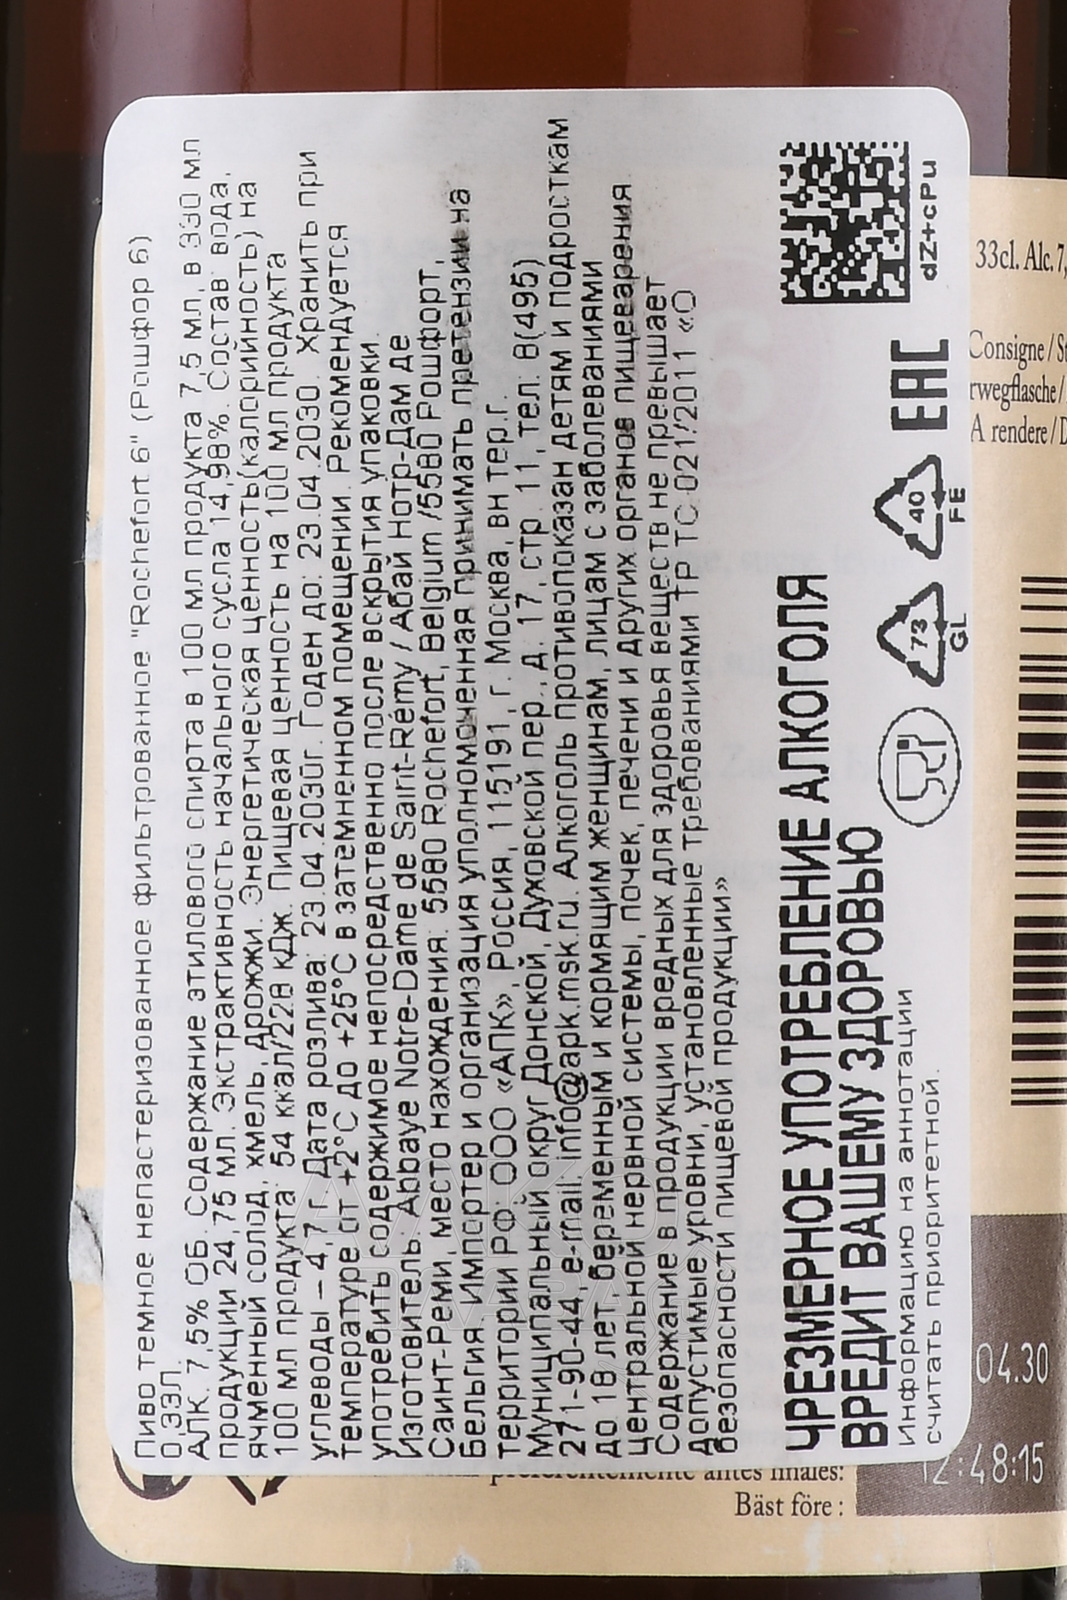 Пиво темное непастеризованное фильтрованное "Rochefort 6" (Рошфор 6)
0,33л.
АЛК. 7,5% ОБ. Содержание этилового спирта в 100 мл продукта 7,5 мл, в 330 мл
продукции 24,75 мл. Экстрактивность начального сусла 14,98%. Состав: вода,
ячменный солод, хмель, дрожжи. Энергетическая ценность(калорийность) на
100 мл продукта: 54 ккал/228 кДж. Пищевая ценность на 100 мл продукта
углеводы – 4,7 г. Дата розлива: 23.04.2030г. Годен до: 23.04.2030 . Хранить при
температуре от +2°С до +25°С в затемненном помещении. Рекомендуется
употребить содержимое непосредственно после вскрытия упаковки.
Изготовитель: Abbaye Notre-Dame de Saint-Rémy / Абай Нотр-Дам де
Саинт-Реми, место нахождения: 5580 Rochefort, Belgium /5580 Рошфорт,
Бельгия Импортер и организация уполномоченная принимать претензии на
территории РФ: ООО «АПК», Россия, 115191, г. Москва, вн тер.г.
Муниципальный округ Донской, Духовской пер., д. 17, стр. 11, тел. 8(495)
271-90-44, e-mail: info@apk.msk.ru. Алкоголь противопоказан детям и подросткам
до 18 лет, беременным и кормящим женщинам, лицам с заболеваниями
центральной нервной системы, почек, печени и других органов пищеварения
Содержание в продукции вредных для здоровья веществ не превышает
допустимые уровни, установленные требованиями ТР ТС 021/2011 «О
безопасности пищевой продукции»
ЧРЕЗМЕРНОЕ УПОТРЕБЛЕНИЕ АЛКОГОЛЯ
ВРЕДИТ ВАШЕМУ ЗДОРОВЬЮ
Информацию на аннотации
считать приоритетной.
73
GL
40
FE
EAC
dZ+cPu
33cl. Alc. 7,
Consigne / St
rwegflasche /
A rendere / D
antes finales:
Bäst före :
04.30
12:48:15